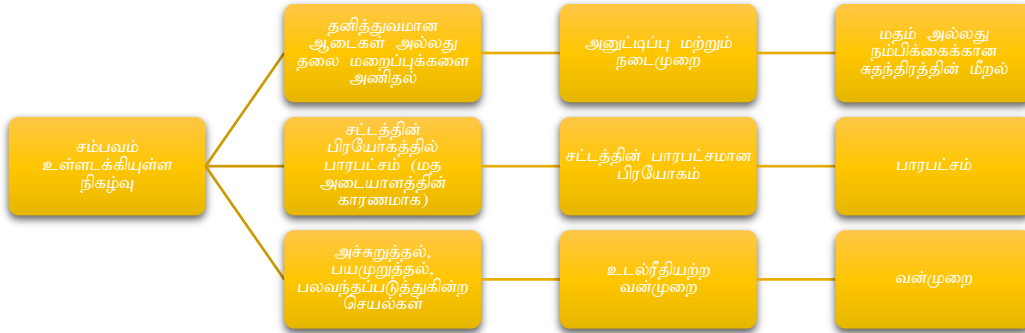 தனித்துவமான
ஆடைகள் அல்லது
தலை மறைப்புக்களை
அணிதல்
அனுட்டிப்பு மற்றும்
நடைமுறை
மதம் அல்லது
நம்பிக்கைக்கான
சுதந்திரத்தின் மீறல்
சம்பவம்
உள்ளடக்கியுள்ள
நிகழ்வு
சட்டத்தின்
பிரயோகத்தில்
பாரபட்சம் (மத
அடையாளத்தின்
காரணமாக)
சட்டத்தின் பாரபட்சமான
பிரயோகம்
பாரபட்சம்
அச்சுறுத்தல்,
பயமுறுத்தல்,
பலவந்தப்படுத்துகின்ற
செயல்கள்
உடல்ரீதியற்ற
வன்முறை
வன்முறை